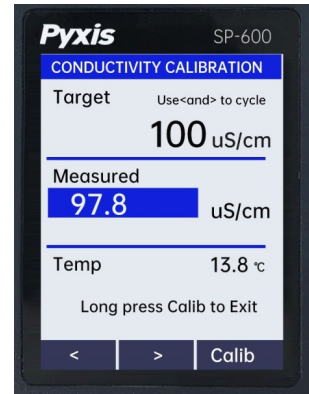 Pyxis SP-600
CONDUCTIVITY CALIBRATION
Target Use<and> to cycle
100 uS/cm
Measured
97.8 uS/cm
Temp 13.8 ℃
Long press Calib to Exit
< > Calib